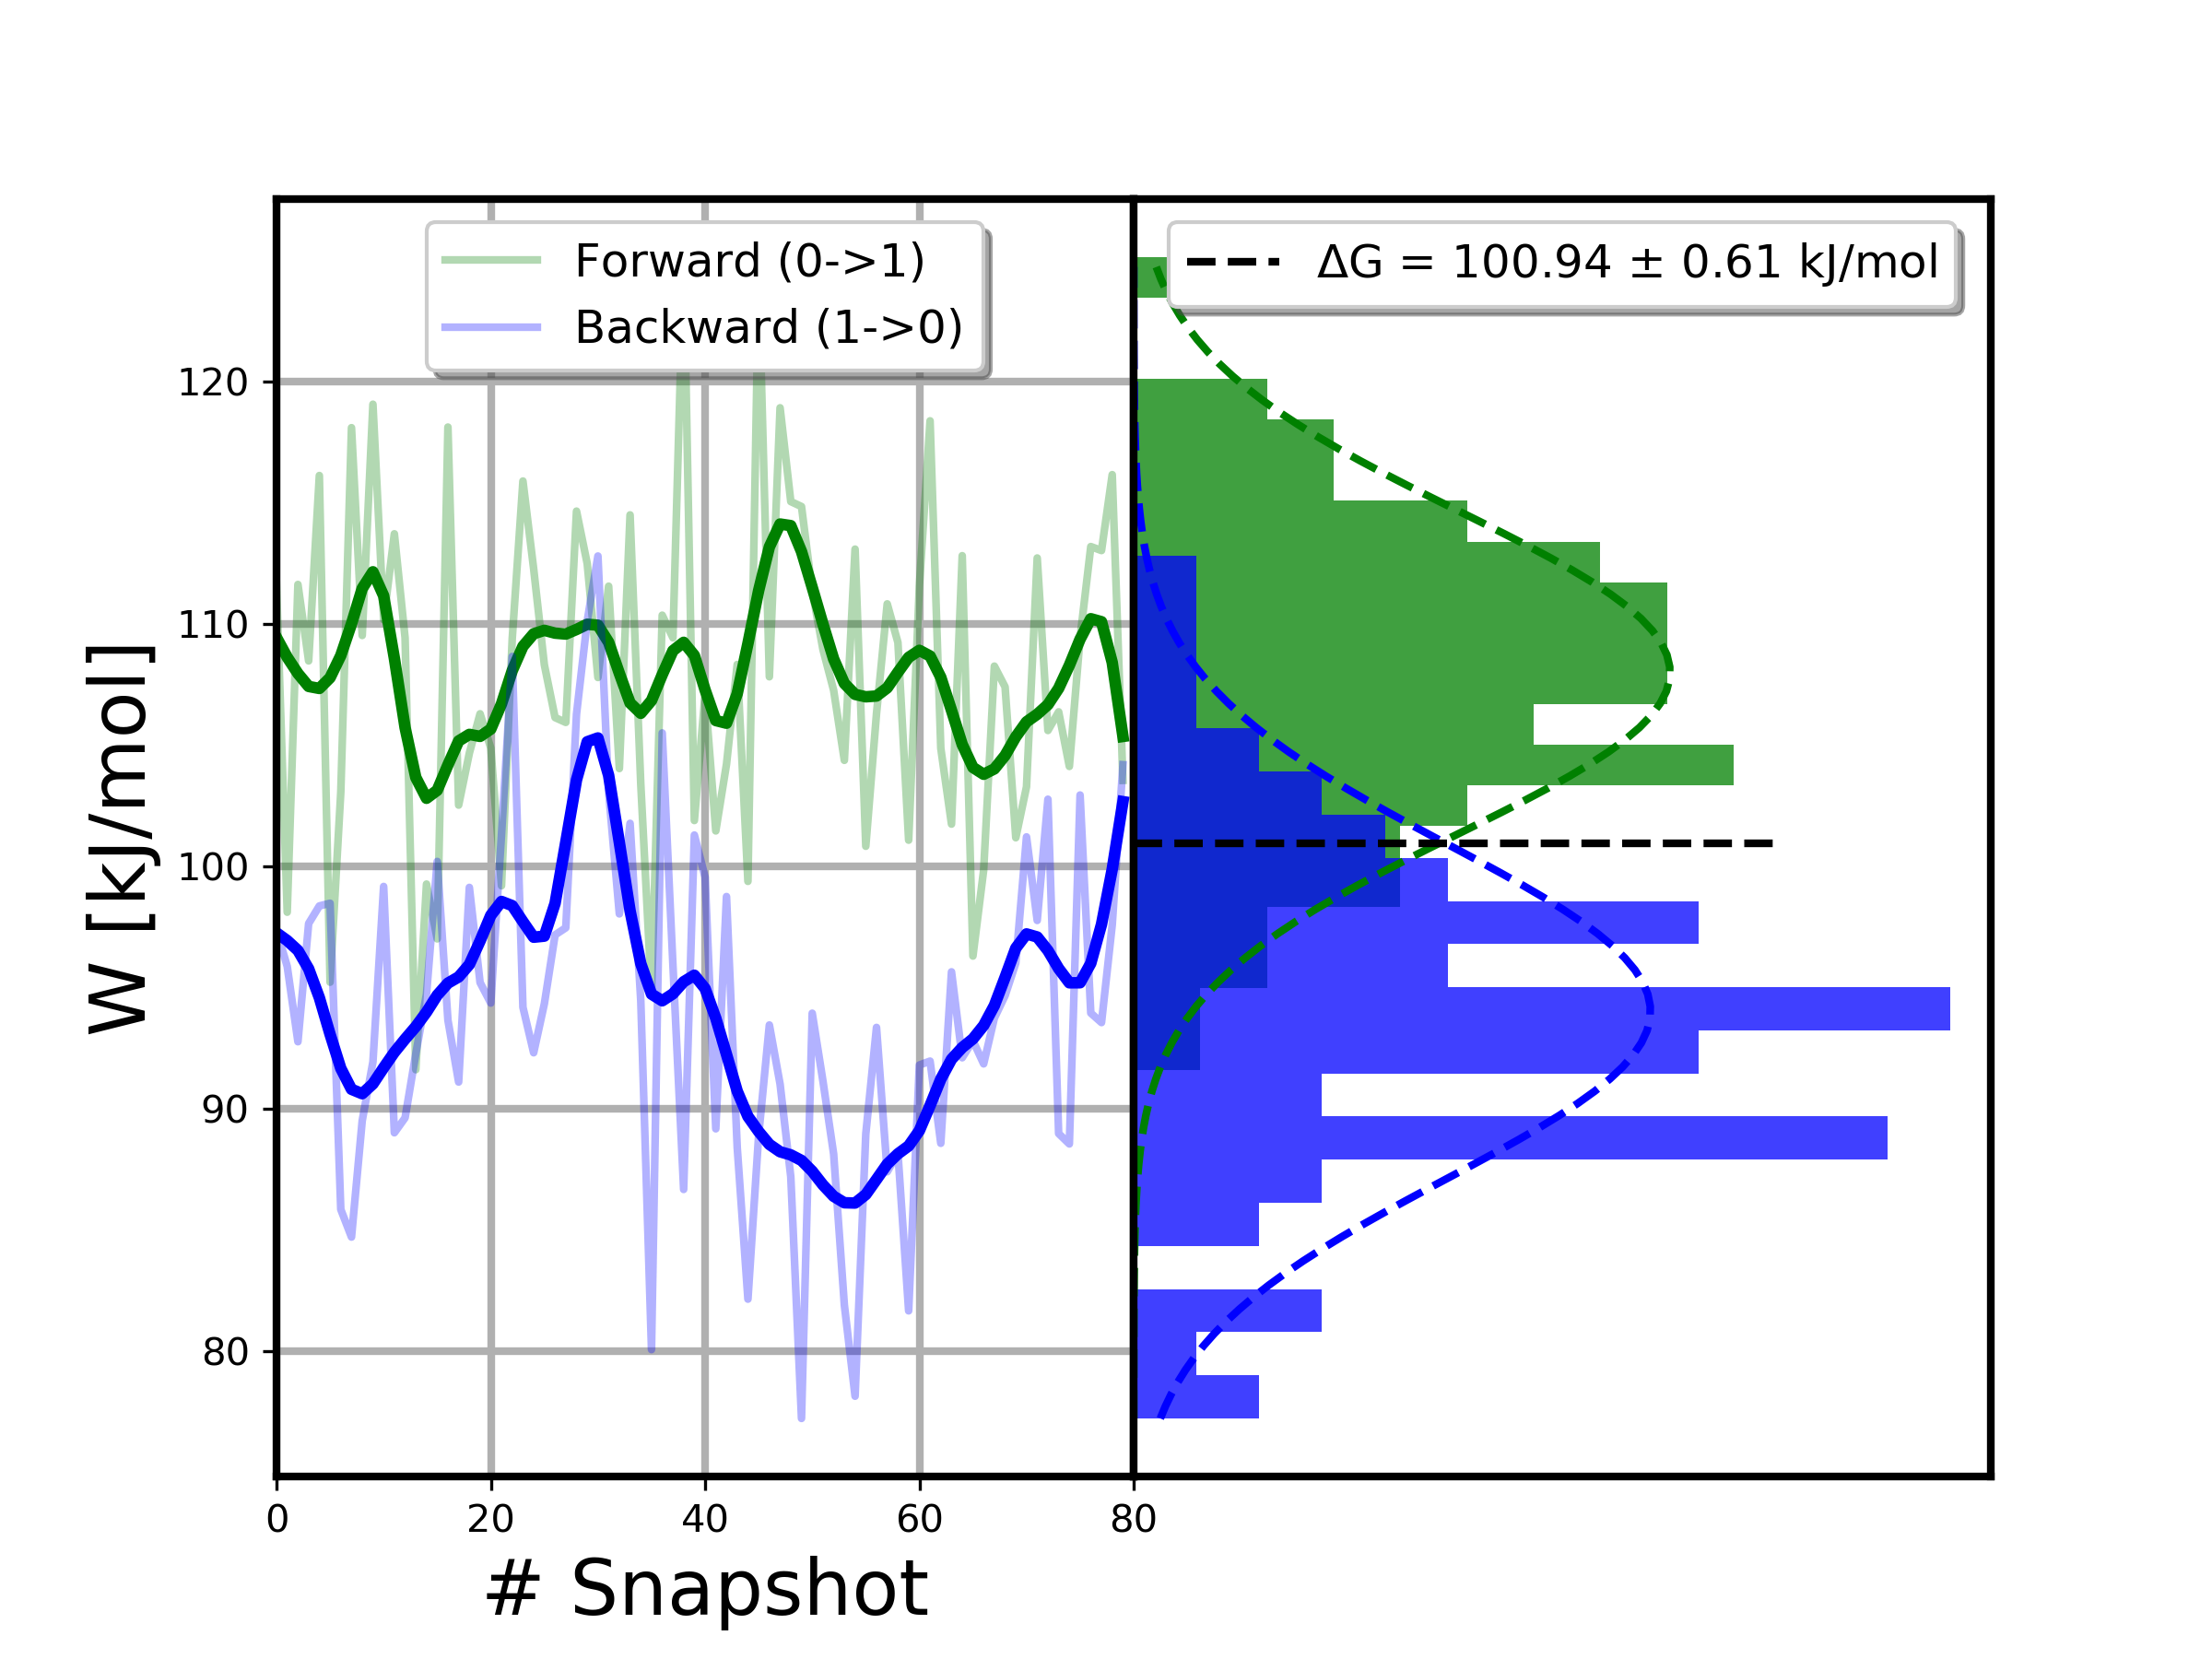 Forward (0->1)
Backward (1->0)
ΔG = 100.94 ± 0.61 kJ/mol
W [kJ/mol]
120
110
100
90
80
0 20 40 60 80
# Snapshot